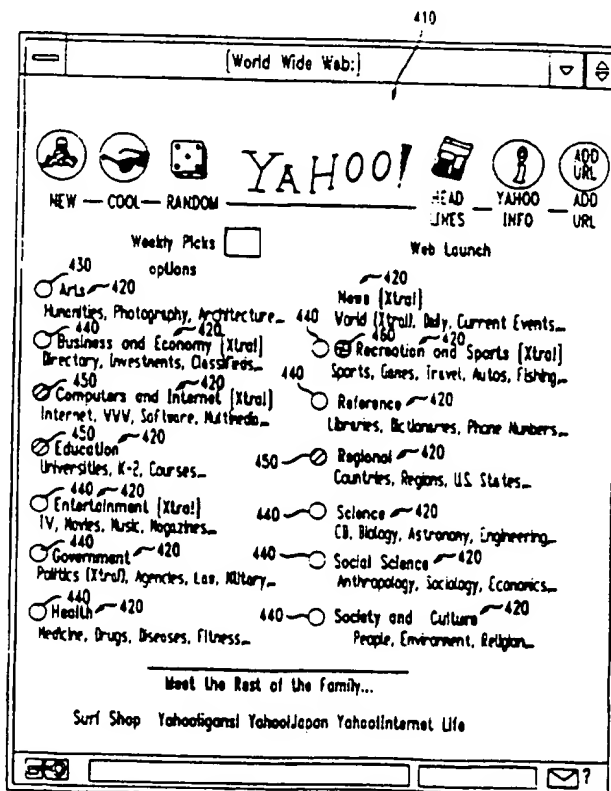 410
[World Wide Web:]
YAHOO!
ADD URL
NEW — COOL — RANDOM
HEAD LINES — YAHOO INFO — ADD URL
Weekly Picks
options
Web Launch
430
Arts 420
Humanities, Photography, Architecture...
440 420
Business and Economy [Xtra!]
Directory, Investments, Classifieds...
450 420
Computers and Internet [Xtra!]
Internet, VVV, Software, Multimedia...
450
Education 420
Universities, K-2, Courses...
440 420
Entertainment [Xtra!]
TV, Movies, Music, Magazines...
440
Government 420
Politics [Xtra!], Agencies, Law, Military...
440
Health 420
Medicine, Drugs, Diseases, Fitness...
420
News [Xtra!]
World [Xtra!], Daily, Current Events...
440 460 420
Recreation and Sports [Xtra!]
Sports, Games, Travel, Autos, Fishing...
440
Reference 420
Libraries, Dictionaries, Phone Numbers...
450 Regional 420
Countries, Regions, U.S. States...
440 Science 420
CB, Biology, Astronomy, Engineering...
440 Social Science 420
Anthropology, Sociology, Economics...
440 Society and Culture 420
People, Environment, Religion...
Meet the Rest of the Family...
Surf Shop Yahooligans! Yahoo!Japan Yahoo!Internet Life
?